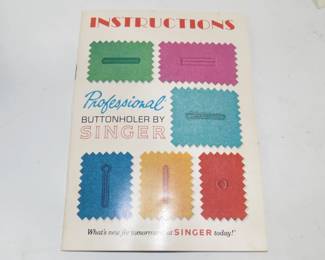 INSTRUCTIONS
Professional
BUTTONHOLER BY
SINGER
What's new for tomorrow is at SINGER today!*